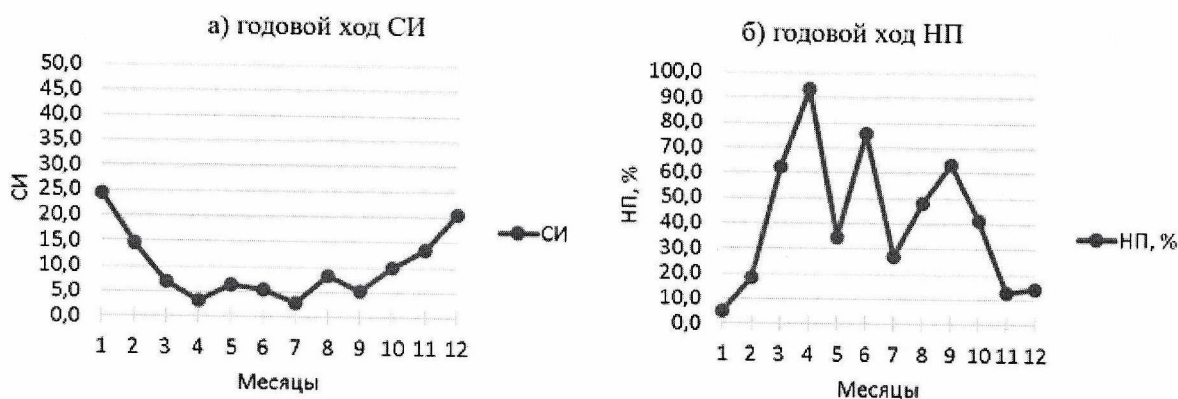 а) годовой ход СИ
50,0
45,0
40,0
35,0
30,0
25,0
20,0
15,0
10,0
5,0
0,0
СИ
1 2 3 4 5 6 7 8 9 10 11 12
Месяцы
СИ
б) годовой ход НП
100,0
90,0
80,0
70,0
60,0
50,0
40,0
30,0
20,0
10,0
0,0
НП, %
1 2 3 4 5 6 7 8 9 10 11 12
Месяцы
НП, %